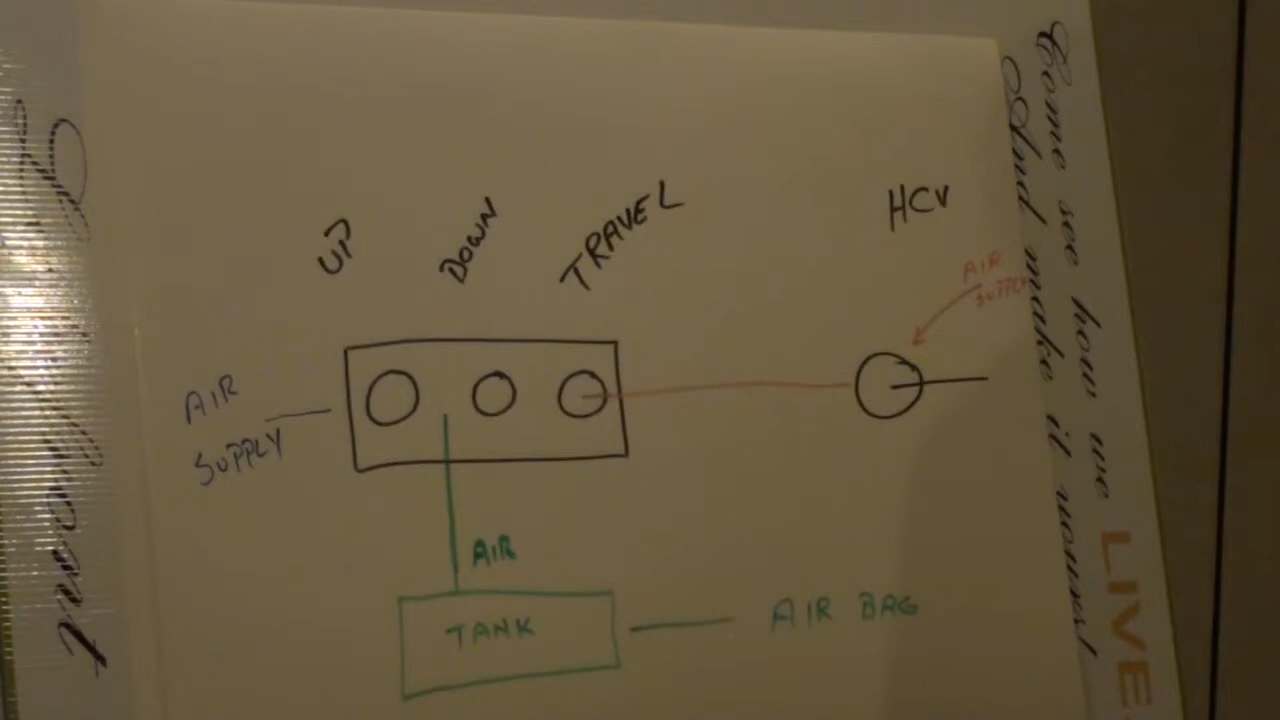 UP
DOWN
TRAVEL
HCV
AIR
SUPPLY
AIR
SUPPLY
AIR
TANK
AIR BAG
Come see how we
LIVE
And make it yours!